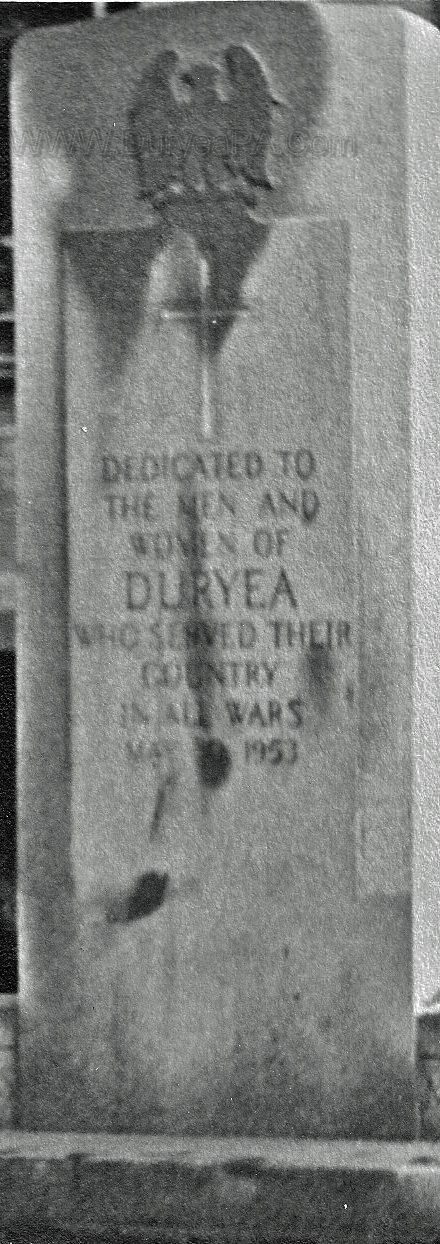 www.DuryeaPA.com
DEDICATED TO
THE MEN AND
WOMEN OF
DURYEA
WHO SERVED THEIR
COUNTRY
IN ALL WARS
MAY 1953